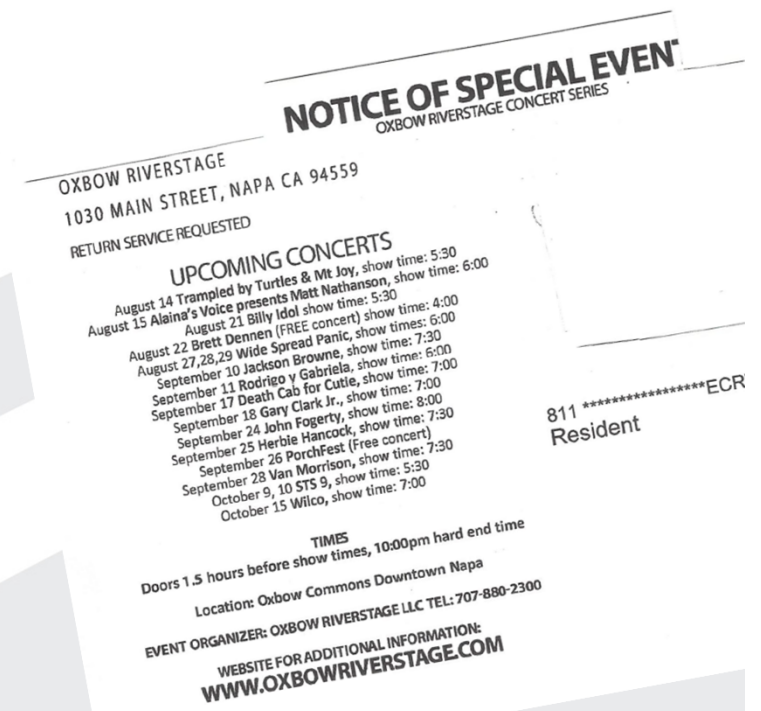 NOTICE OF SPECIAL EVENT
OXBOW RIVERSTAGE CONCERT SERIES
OXBOW RIVERSTAGE
1030 MAIN STREET, NAPA CA 94559
RETURN SERVICE REQUESTED
UPCOMING CONCERTS
August 14 Trampled by Turtles & Mt Joy, show time: 5:30
August 15 Alaina's Voice presents Matt Nathanson, show time: 6:00
August 21 Billy Idol show time: 5:30
August 22 Brett Dennen (FREE concert) show time: 4:00
August 27,28,29 Wide Spread Panic, show times: 6:00
September 10 Jackson Browne, show time: 7:30
September 11 Rodrigo y Gabriela, show time: 6:00
September 17 Death Cab for Cutie, show time: 7:00
September 18 Gary Clark Jr., show time: 7:00
September 24 John Fogerty, show time: 8:00
September 25 Herbie Hancock, show time: 7:30
September 26 PorchFest (Free concert)
September 28 Van Morrison, show time: 7:30
October 9, 10 STS 9, show time: 5:30
October 15 Wilco, show time: 7:00
TIMES
Doors 1.5 hours before show times, 10:00pm hard end time
Location: Oxbow Commons Downtown Napa
EVENT ORGANIZER: OXBOW RIVERSTAGE LLC TEL: 707-880-2300
WEBSITE FOR ADDITIONAL INFORMATION:
WWW.OXBOWRIVERSTAGE.COM
811 *****************ECR
Resident